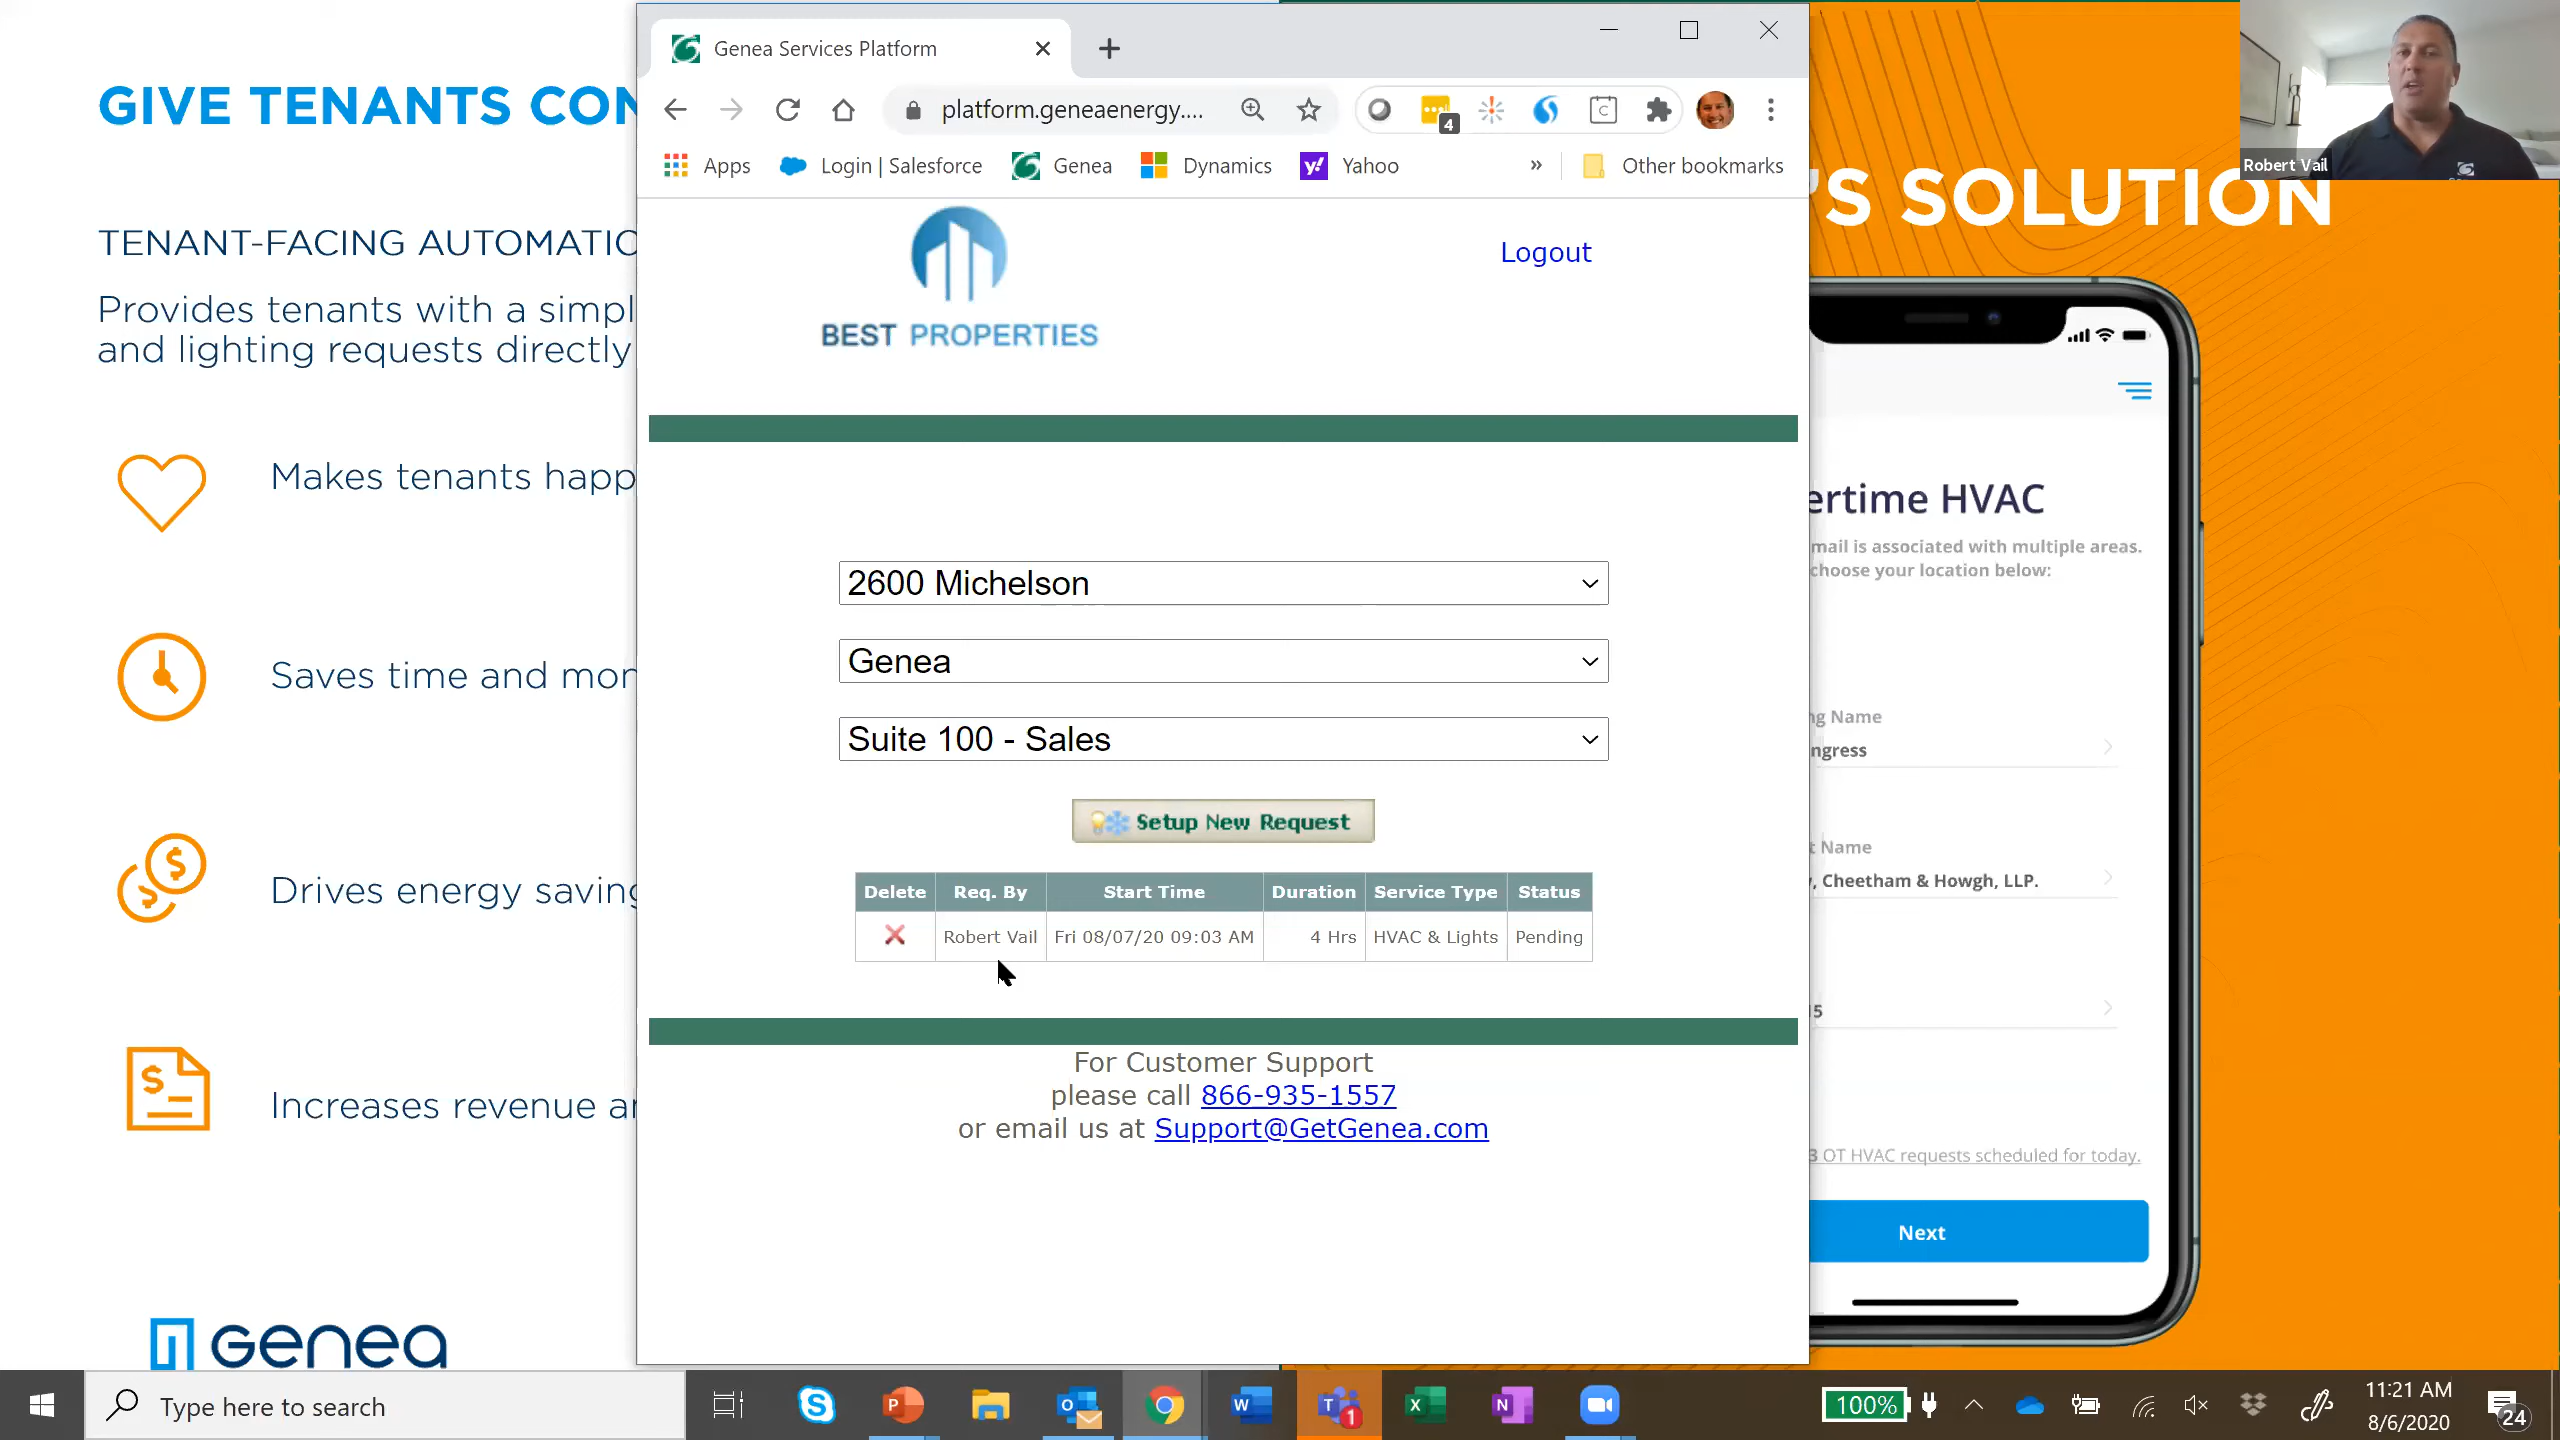 GIVE TENANTS CON
TENANT-FACING AUTOMATIC
Provides tenants with a simpl
and lighting requests directly
Makes tenants happ
Saves time and mon
Drives energy saving
Increases revenue an
Genea
Genea Services Platform
platform.geneaenergy....
4
Apps
Login | Salesforce
Genea
Dynamics
Yahoo
»
Other bookmarks
BEST PROPERTIES
Logout
2600 Michelson
Genea
Suite 100 - Sales
Setup New Request
Delete Req. By Start Time Duration Service Type Status
Robert Vail Fri 08/07/20 09:03 AM 4 Hrs HVAC & Lights Pending
For Customer Support
please call 866-935-1557
or email us at Support@GetGenea.com
'S SOLUTION
Robert Vail
ertime HVAC
mail is associated with multiple areas.
choose your location below:
ng Name
ngress
t Name
, Cheetham & Howgh, LLP.
15
3 OT HVAC requests scheduled for today.
Next
Type here to search
100%
11:21 AM
8/6/2020
24